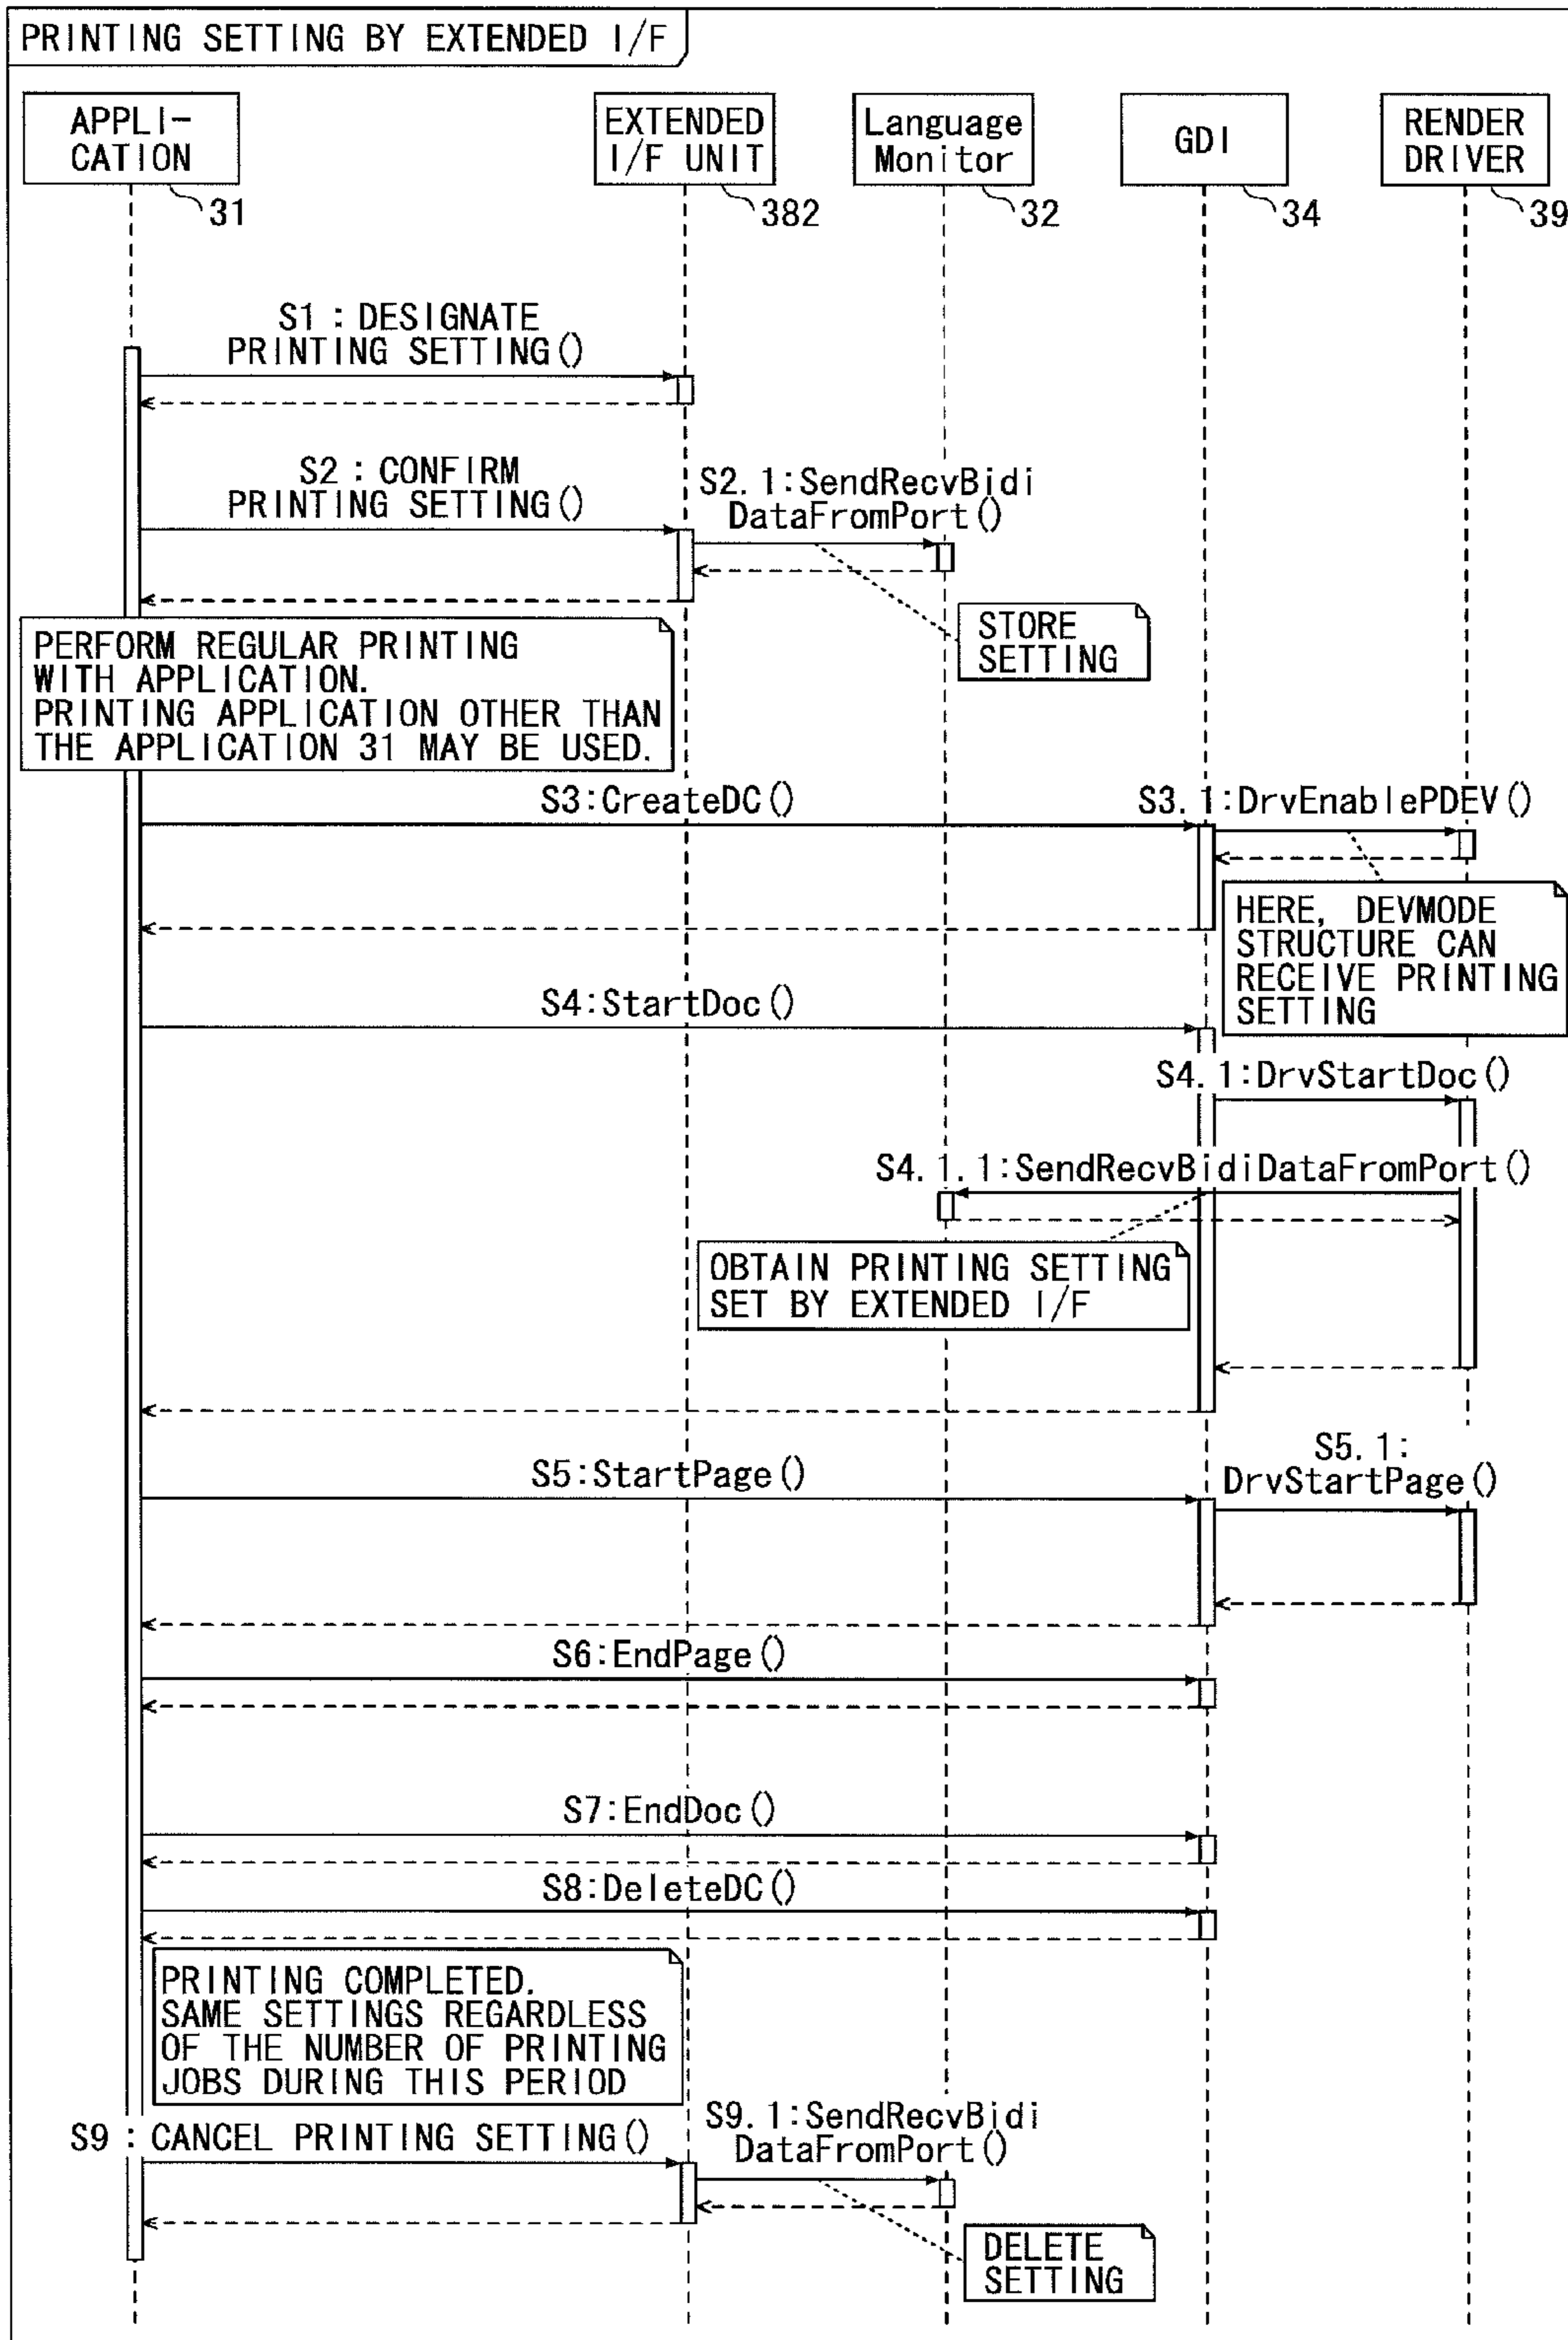 PRINTING SETTING BY EXTENDED I/F
APPLI-
CATION
31
EXTENDED
I/F UNIT
382
Language
Monitor
32
GDI
34
RENDER
DRIVER
39
S1 : DESIGNATE
PRINTING SETTING()
S2 : CONFIRM
PRINTING SETTING()
S2.1:SendRecvBidi
DataFromPort()
STORE
SETTING
PERFORM REGULAR PRINTING
WITH APPLICATION.
PRINTING APPLICATION OTHER THAN
THE APPLICATION 31 MAY BE USED.
S3:CreateDC()
S3.1:DrvEnablePDEV()
HERE, DEVMODE
STRUCTURE CAN
RECEIVE PRINTING
SETTING
S4:StartDoc()
S4.1:DrvStartDoc()
S4.1.1:SendRecvBidiDataFromPort()
OBTAIN PRINTING SETTING
SET BY EXTENDED I/F
S5:StartPage()
S5.1:
DrvStartPage()
S6:EndPage()
S7:EndDoc()
S8:DeleteDC()
PRINTING COMPLETED.
SAME SETTINGS REGARDLESS
OF THE NUMBER OF PRINTING
JOBS DURING THIS PERIOD
S9 : CANCEL PRINTING SETTING()
S9.1:SendRecvBidi
DataFromPort()
DELETE
SETTING